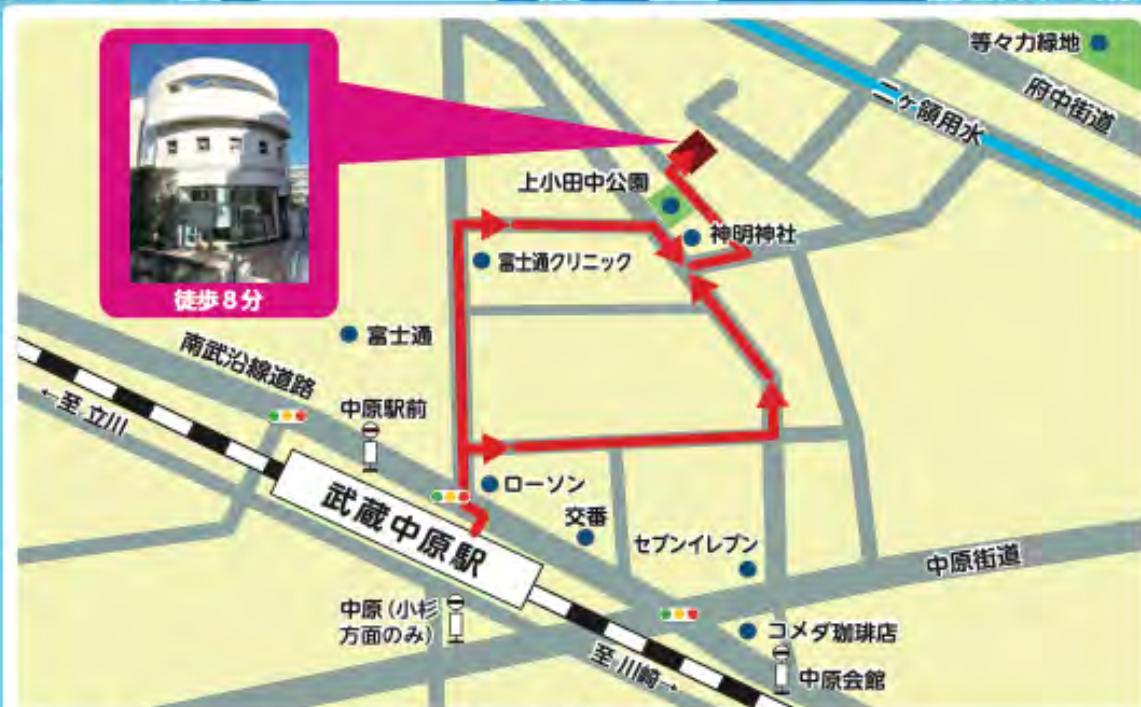 等々力緑地
府中街道
二ヶ領用水
上小田中公園
神明神社
富士通クリニック
徒歩8分
富士通
南武沿線道路
←至 立川
中原駅前
ローソン
武蔵中原駅
交番
セブンイレブン
中原街道
中原(小杉
方面のみ)
コメダ珈琲店
至 川崎→
中原会館